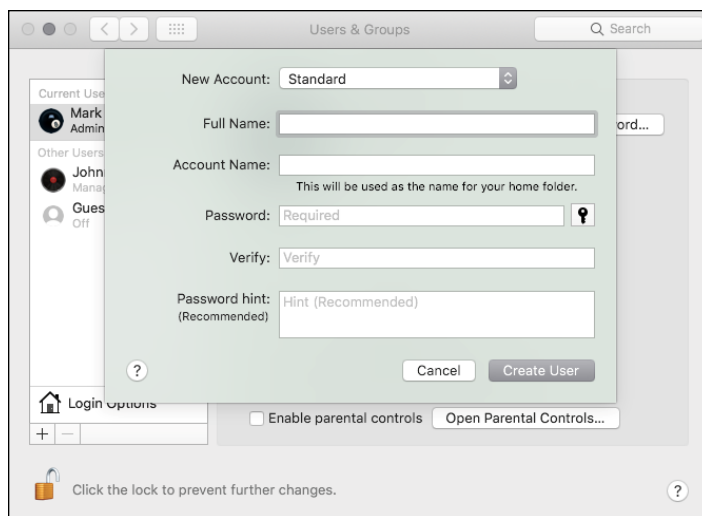 Users & Groups
Search
New Account: Standard
Current Use
Mark
Admin
Full Name:
ord...
Other Users
John
Mana
Account Name:
This will be used as the name for your home folder.
Gues
Off
Password: Required
Verify: Verify
Password hint: Hint (Recommended)
(Recommended)
?
Cancel
Create User
Login Options
+ −
Enable parental controls
Open Parental Controls...
Click the lock to prevent further changes.
?